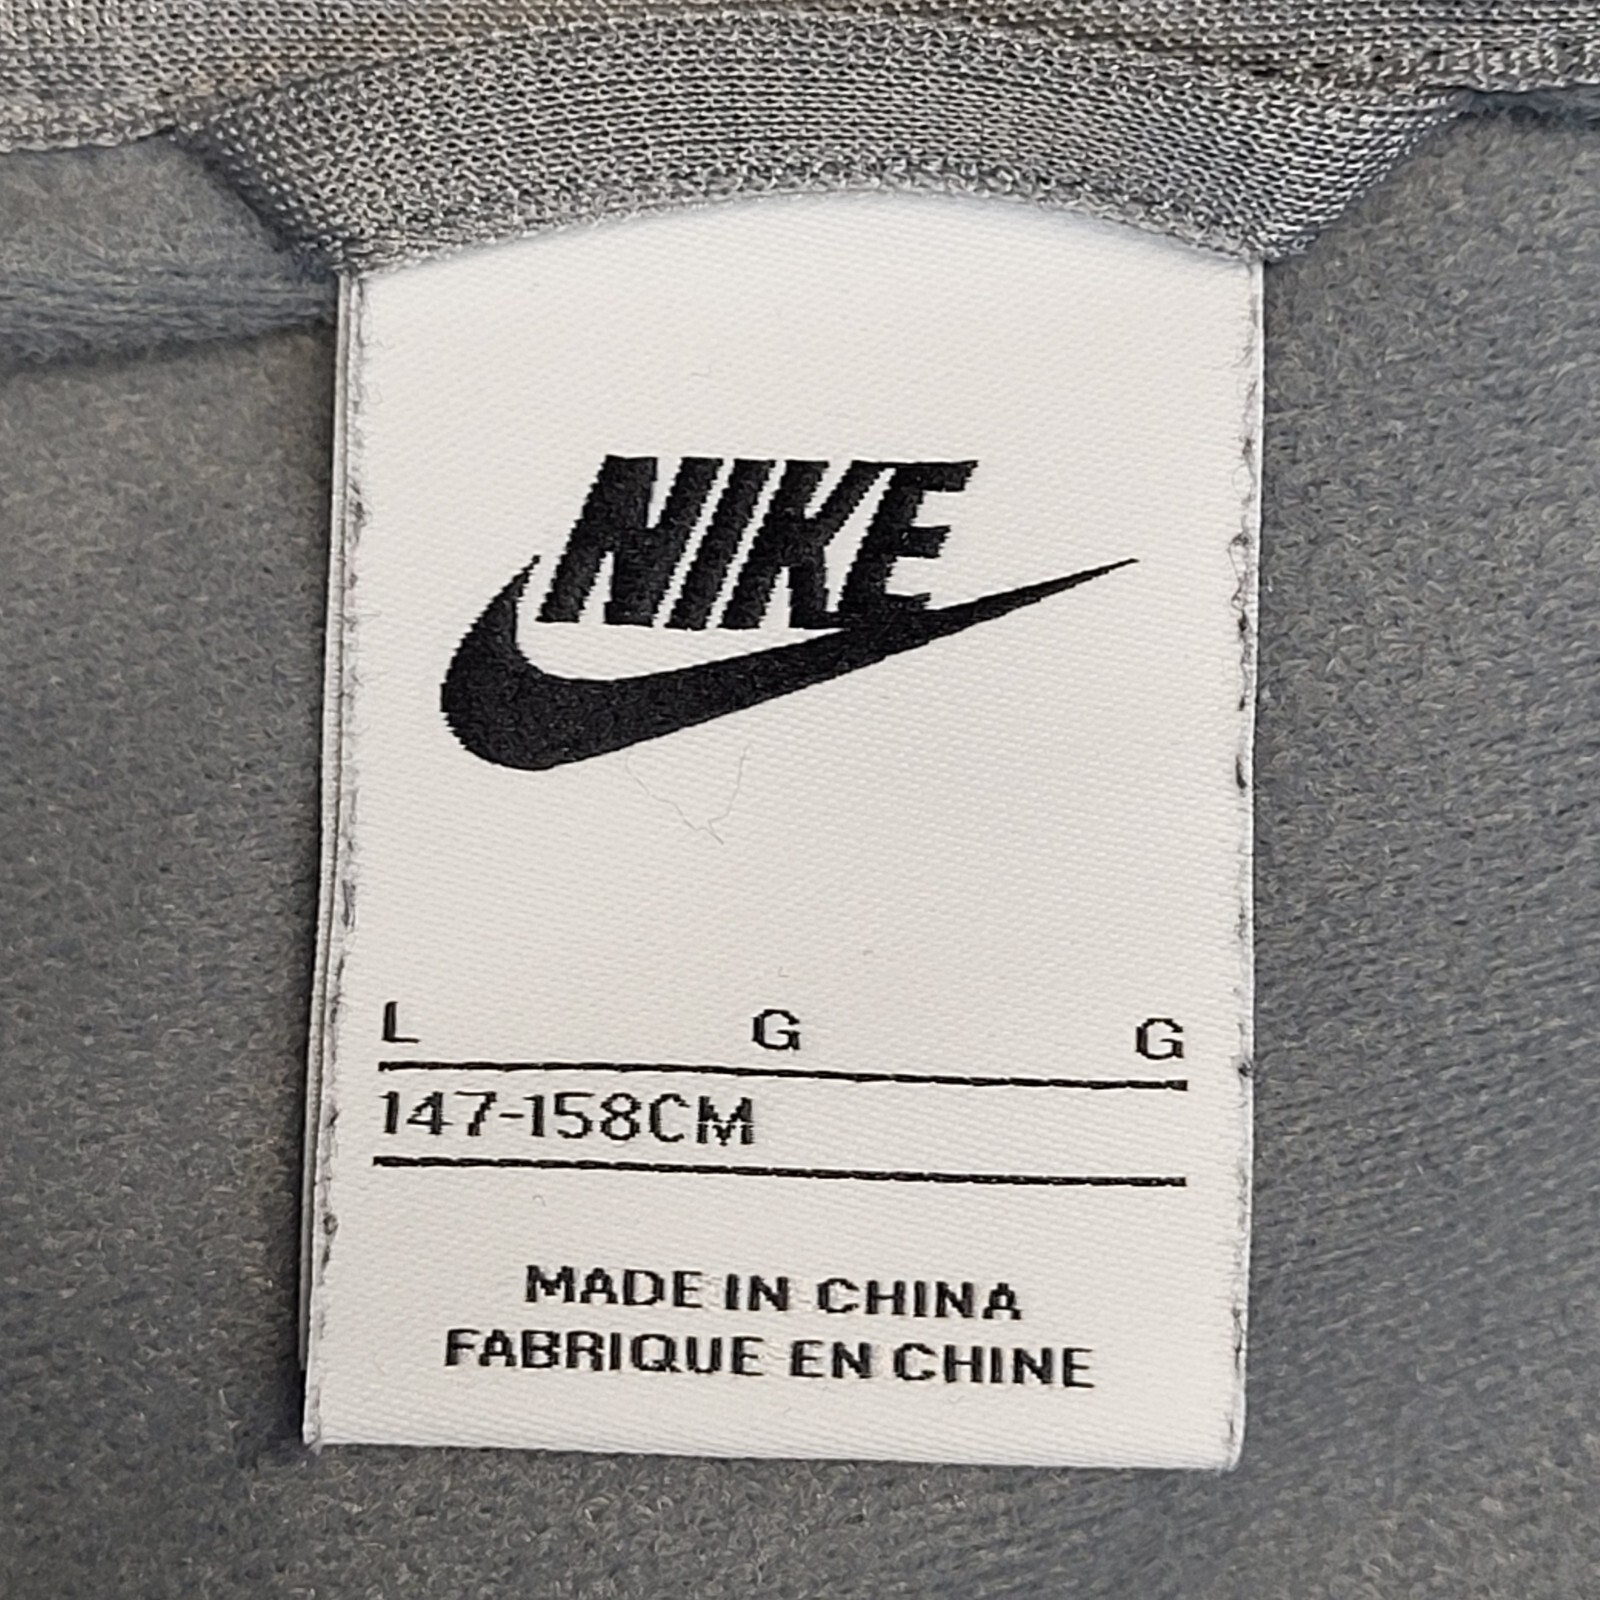 NIKE
L G G
147-158CM
MADE IN CHINA
FABRIQUE EN CHINE